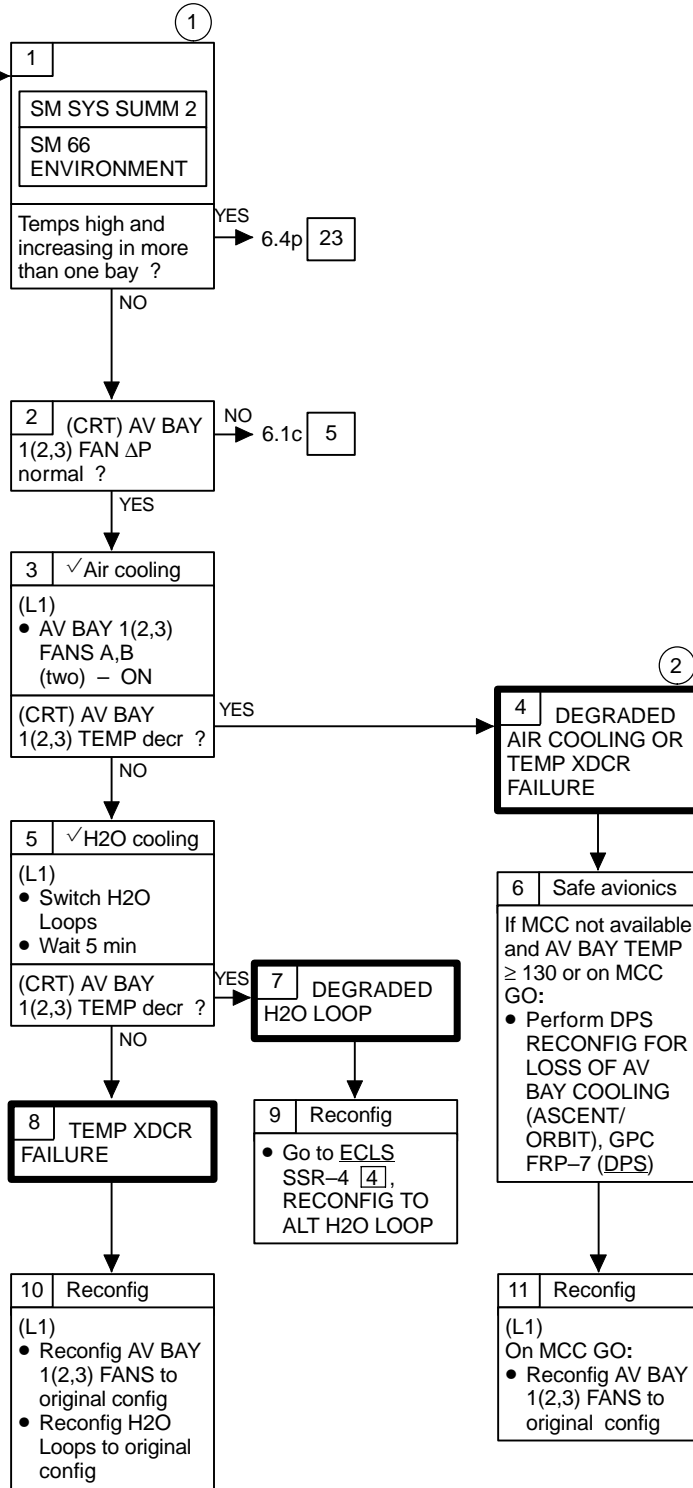 1
1
SM SYS SUMM 2
SM 66
ENVIRONMENT
Temps high and
increasing in more
than one bay ?
YES
6.4p 23
NO
2 (CRT) AV BAY
1(2,3) FAN ΔP
normal ?
NO
6.1c 5
YES
3 √Air cooling
(L1)
• AV BAY 1(2,3)
FANS A,B
(two) – ON
(CRT) AV BAY
1(2,3) TEMP decr ?
YES
NO
2
4 DEGRADED
AIR COOLING OR
TEMP XDCR
FAILURE
5 √H2O cooling
(L1)
• Switch H2O
Loops
• Wait 5 min
(CRT) AV BAY
1(2,3) TEMP decr ?
YES
NO
6 Safe avionics
If MCC not available
and AV BAY TEMP
≥ 130 or on MCC
GO:
• Perform DPS
RECONFIG FOR
LOSS OF AV
BAY COOLING
(ASCENT/
ORBIT), GPC
FRP–7 (DPS)
7 DEGRADED
H2O LOOP
8 TEMP XDCR
FAILURE
9 Reconfig
• Go to ECLS
SSR–4 4,
RECONFIG TO
ALT H2O LOOP
10 Reconfig
(L1)
• Reconfig AV BAY
1(2,3) FANS to
original config
• Reconfig H2O
Loops to original
config
11 Reconfig
(L1)
On MCC GO:
• Reconfig AV BAY
1(2,3) FANS to
original config